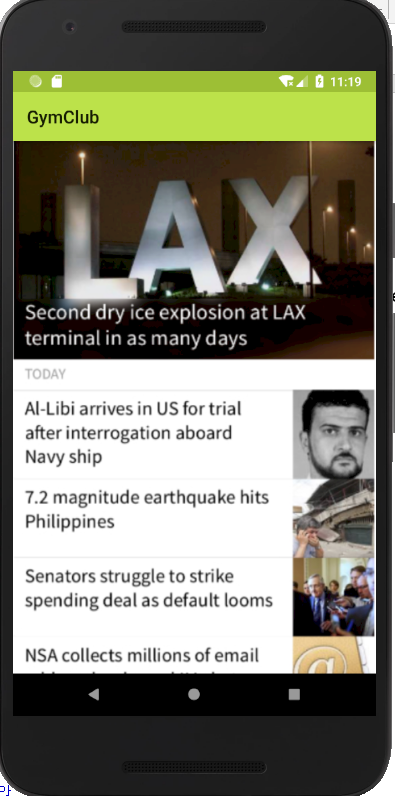 11:19
GymClub
LAX
Second dry ice explosion at LAX
terminal in as many days
TODAY
Al-Libi arrives in US for trial
after interrogation aboard
Navy ship
7.2 magnitude earthquake hits
Philippines
Senators struggle to strike
spending deal as default looms
NSA collects millions of email
@